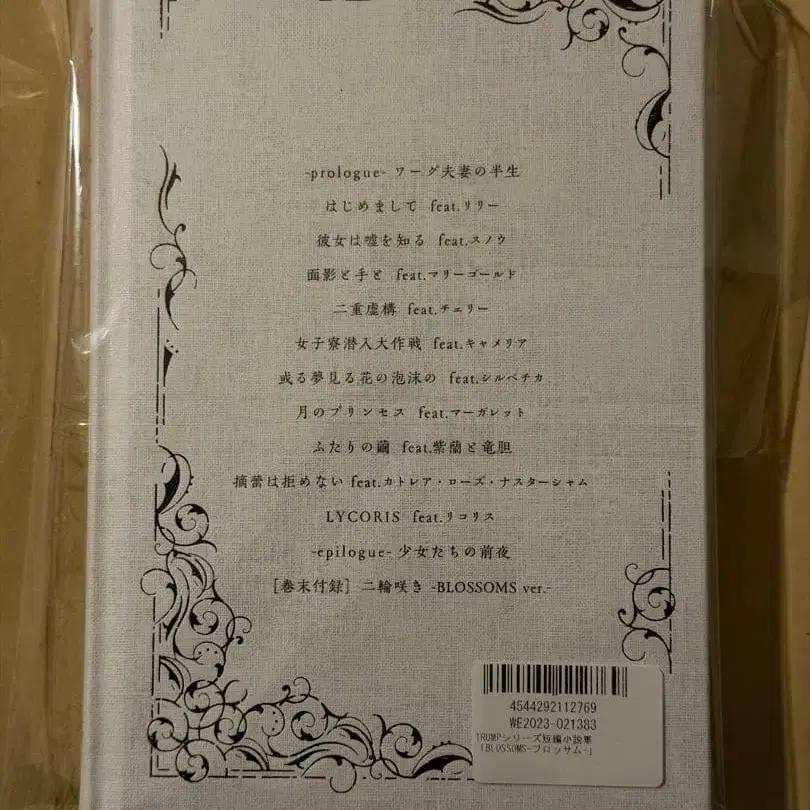 -prologue- ワーグ夫妻の半生
はじめまして feat.リリー
彼女は嘘を知る feat.スノウ
面影と手と feat.マリーゴールド
二重虚構 feat.チェリー
女子寮潜入大作戦 feat.キャメリア
或る夢見る花の泡沫の feat.シルベチカ
月のプリンセス feat.マーガレット
ふたりの繭 feat.紫蘭と竜胆
摘蕾は拒めない feat.カトレア・ローズ・ナスターシャム
LYCORIS feat.リコリス
-epilogue- 少女たちの前夜
[巻末付録] 二輪咲き -BLOSSOMS ver.-
4544292112769
WE2023-021383
TRUMPシリーズ短編小説集
「BLOSSOMS-ブロッサム-」